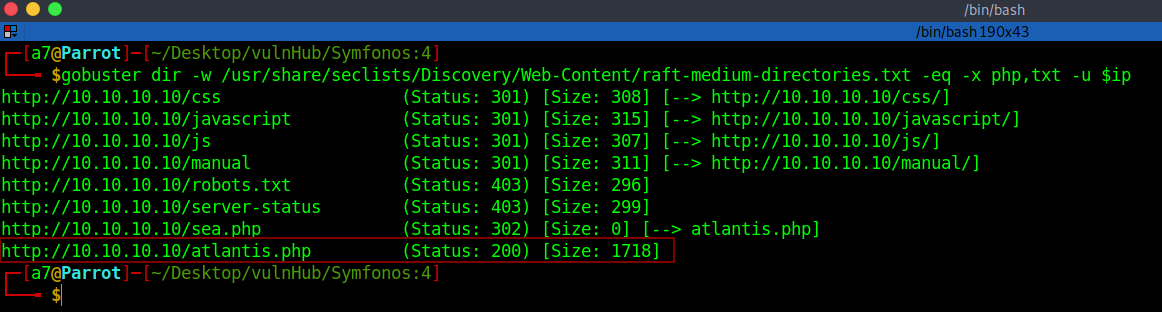 /bin/bash
/bin/bash 190x43
[a7@Parrot]-[~/Desktop/vulnHub/Symfonos:4]
$gobuster dir -w /usr/share/seclists/Discovery/Web-Content/raft-medium-directories.txt -eq -x php,txt -u $ip
http://10.10.10.10/css (Status: 301) [Size: 308] [--> http://10.10.10.10/css/]
http://10.10.10.10/javascript (Status: 301) [Size: 315] [--> http://10.10.10.10/javascript/]
http://10.10.10.10/js (Status: 301) [Size: 307] [--> http://10.10.10.10/js/]
http://10.10.10.10/manual (Status: 301) [Size: 311] [--> http://10.10.10.10/manual/]
http://10.10.10.10/robots.txt (Status: 403) [Size: 296]
http://10.10.10.10/server-status (Status: 403) [Size: 299]
http://10.10.10.10/sea.php (Status: 302) [Size: 0] [--> atlantis.php]
http://10.10.10.10/atlantis.php (Status: 200) [Size: 1718]
[a7@Parrot]-[~/Desktop/vulnHub/Symfonos:4]
$